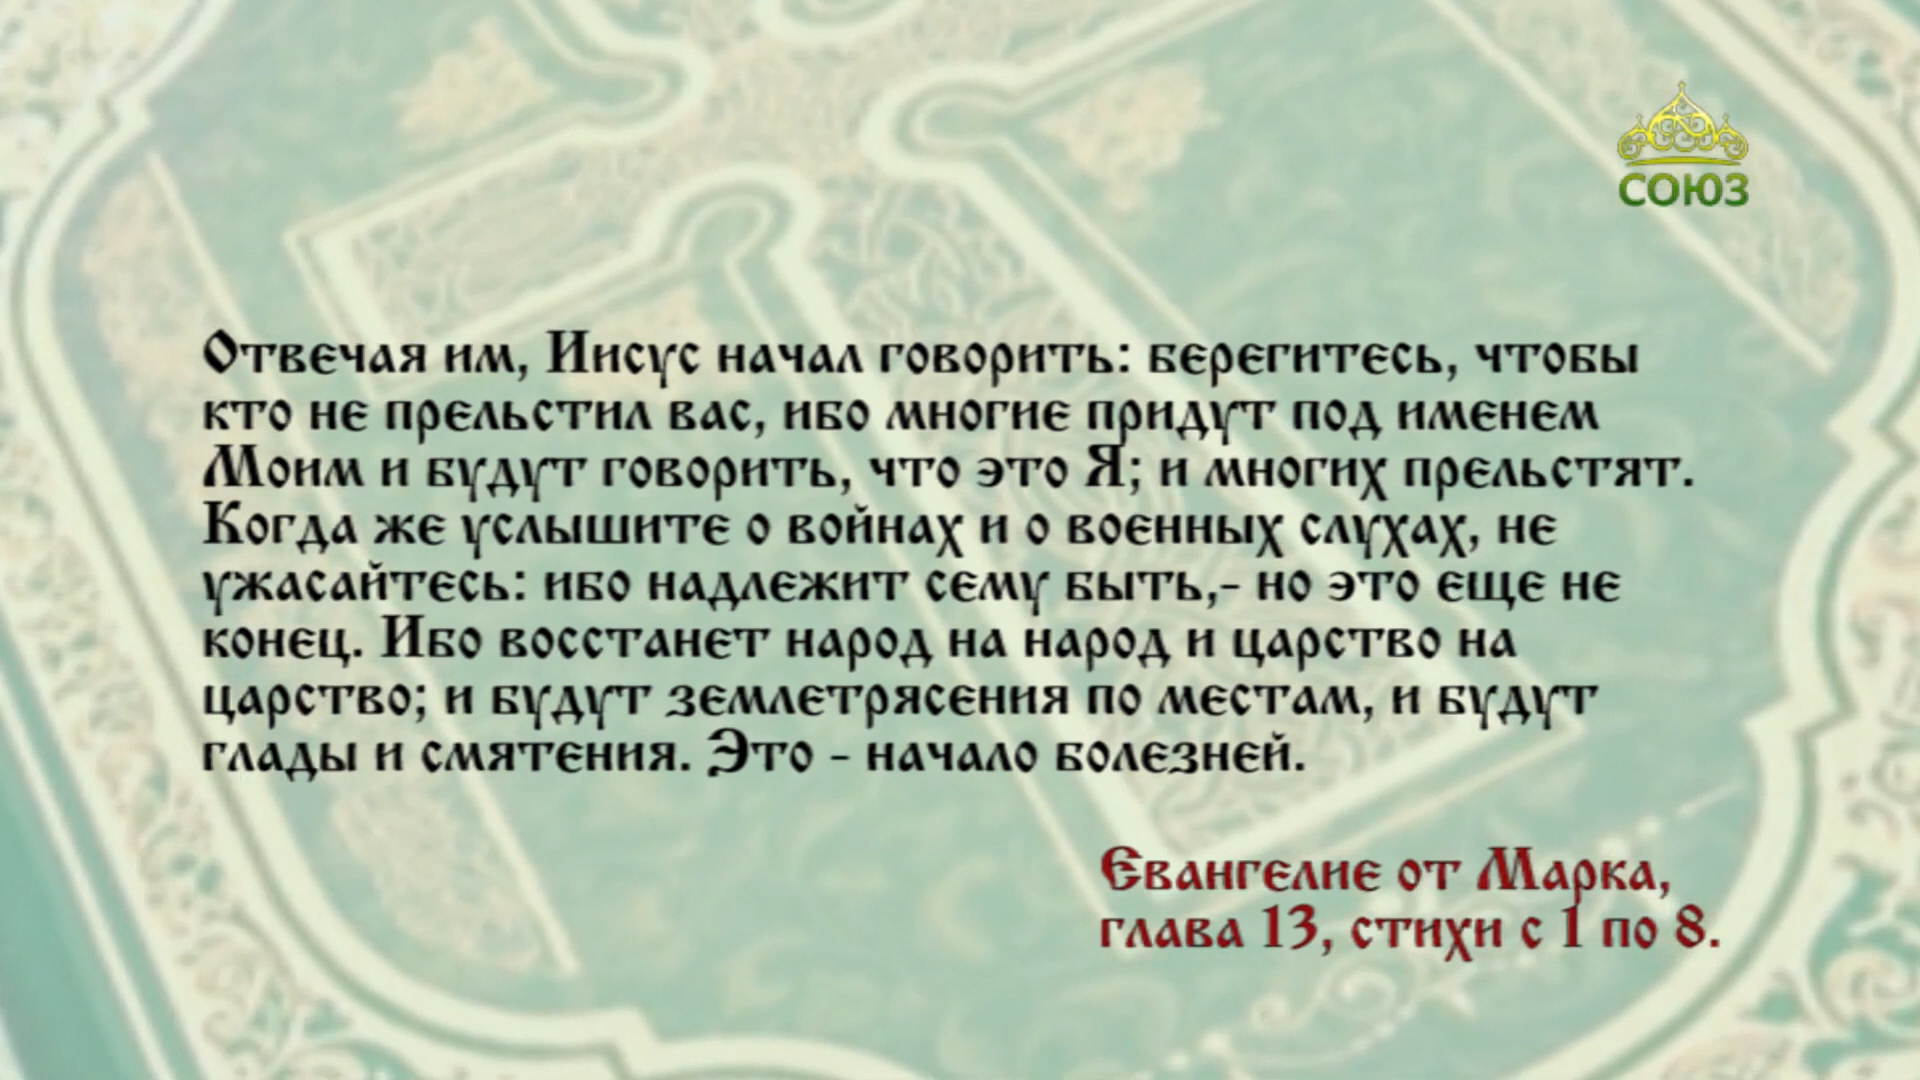 СОЮЗ
Отвечая им, Иисус начал говорить: берегитесь, чтобы
кто не прельстил вас, ибо многие придут под именем
Моим и будут говорить, что это Я; и многих прельстят.
Когда же услышите о войнах и о военных слухах, не
ужасайтесь: ибо надлежит сему быть,- но это еще не
конец. Ибо восстанет народ на народ и царство на
царство; и будут землетрясения по местам, и будут
глады и смятения. Это - начало болезней.
Евангелие от Марка,
глава 13, стихи с 1 по 8.